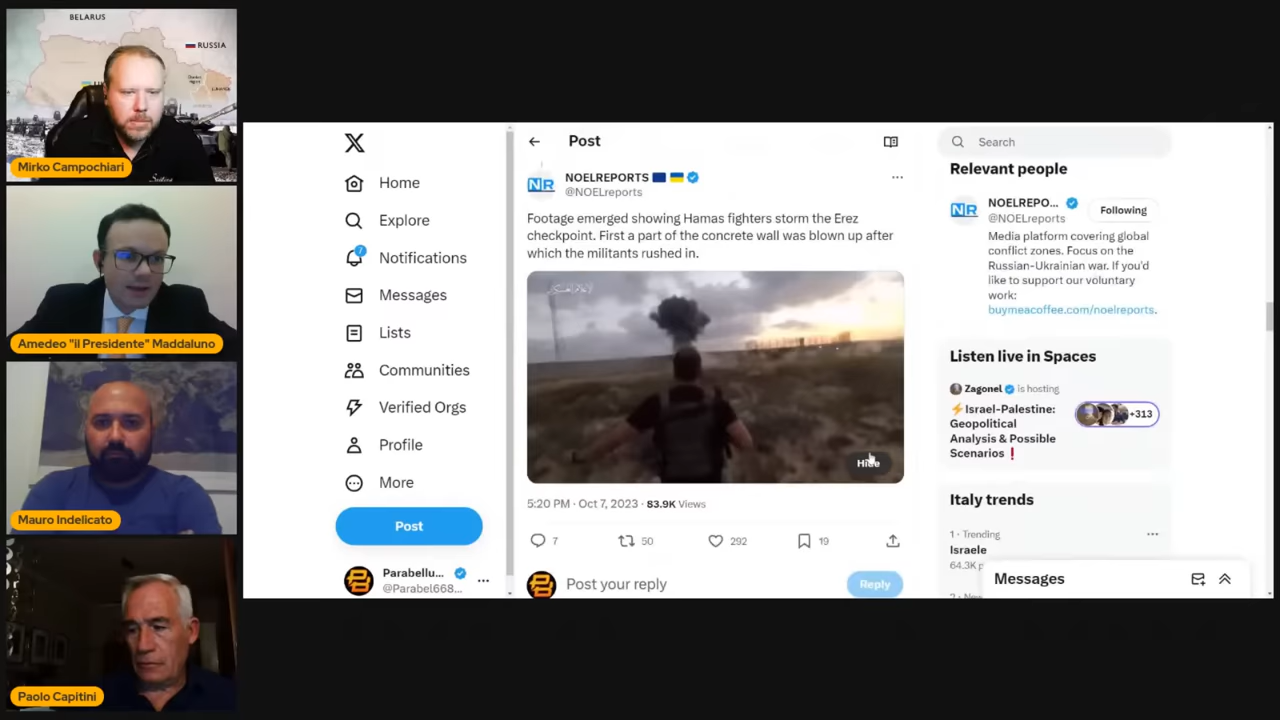 BELARUS
RUSSIA
Mirko Campochiari
Amedeo "il Presidente" Maddaluno
Mauro Indelicato
Paolo Capitini
Home
Explore
7
Notifications
Messages
Lists
Communities
Verified Orgs
Profile
More
Post
Parabellu...
@Parabel668...
Post
NR
NOELREPORTS
@NOELreports
Footage emerged showing Hamas fighters storm the Erez
checkpoint. First a part of the concrete wall was blown up after
which the militants rushed in.
الإعلام العسكري
Hide
5:20 PM · Oct 7, 2023 · 83.9K Views
7
50
292
19
Post your reply
Reply
Search
Relevant people
NR
NOELREPO...
@NOELreports
Following
Media platform covering global
conflict zones. Focus on the
Russian-Ukrainian war. If you'd
like to support our voluntary
work:
buymeacoffee.com/noelreports.
Listen live in Spaces
Zagonel is hosting
⚡Israel-Palestine:
Geopolitical
Analysis & Possible
Scenarios❗
+313
Italy trends
1 · Trending
Israele
64.3K
Messages